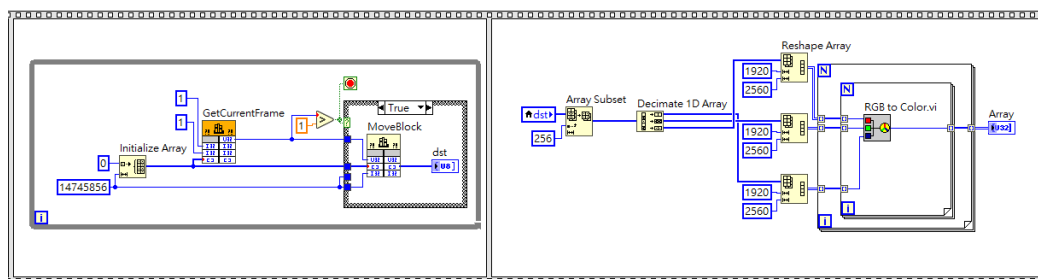 GetCurrentFrame
1
1
Initialize Array
0
14745856
i
>
1
?
True
MoveBlock
dst
U8
dst
Array Subset
256
Decimate 1D Array
Reshape Array
1920
2560
1920
2560
1920
2560
N
N
RGB to Color.vi
i
i
Array
U32